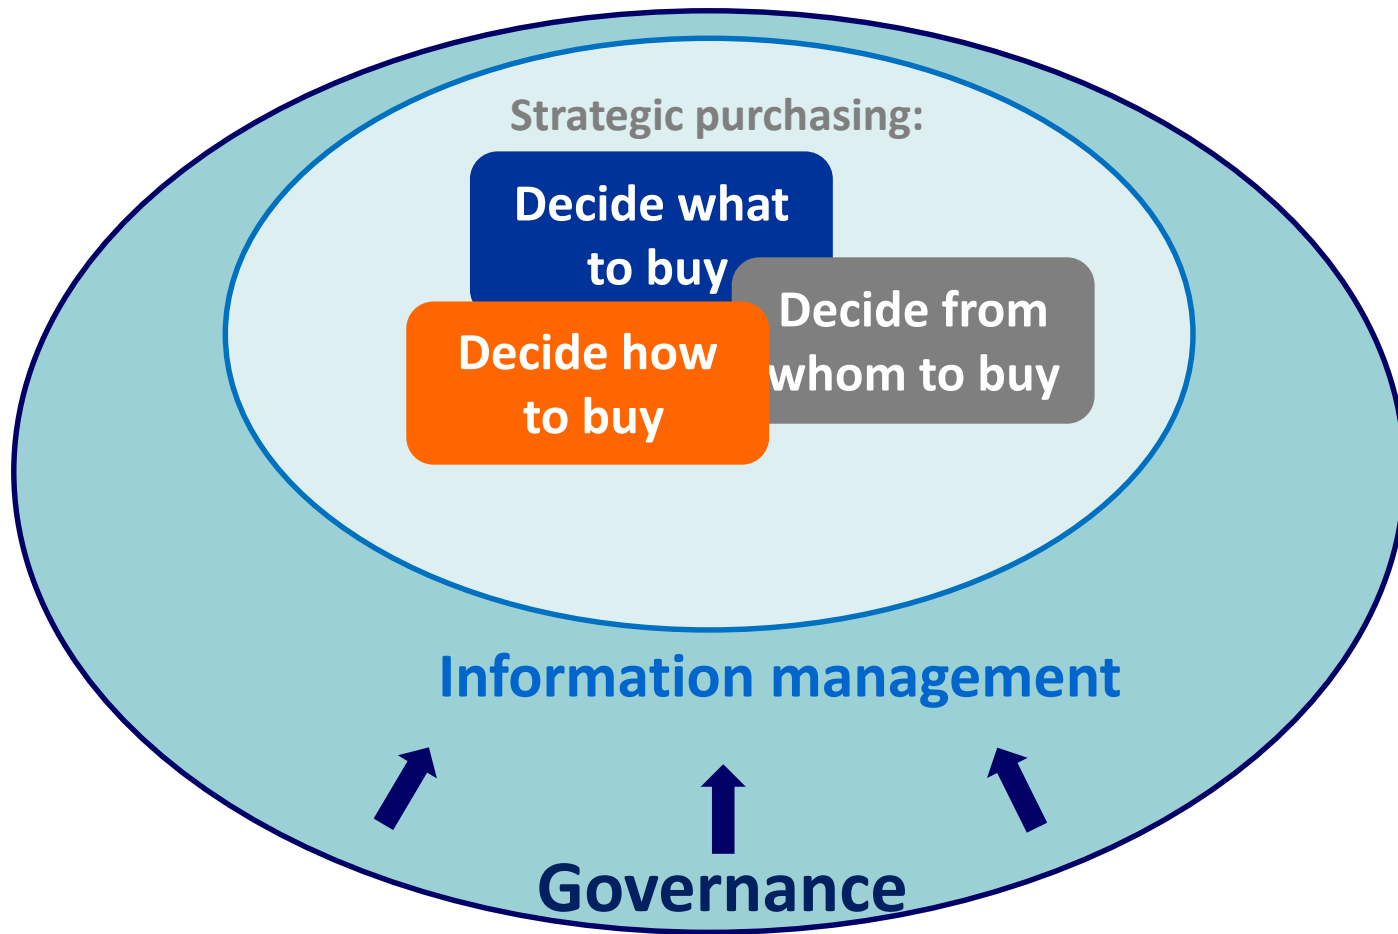 Strategic purchasing:
Decide what
to buy
Decide from
whom to buy
Decide how
to buy
Information management
Governance